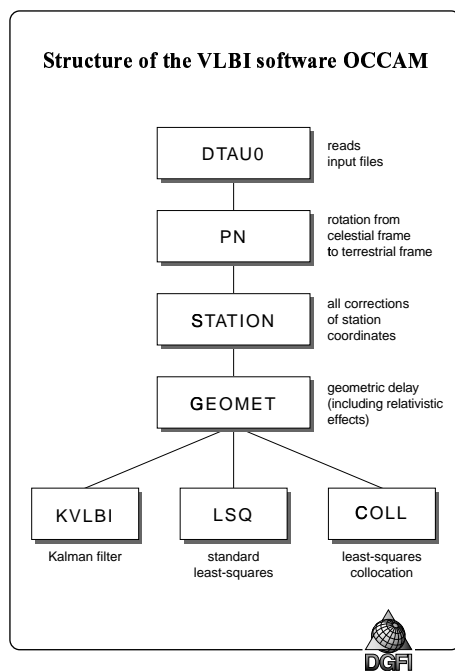 Structure of the VLBI software OCCAM
DTAU0
reads
input files
PN
rotation from
celestial frame
to terrestrial frame
STATION
all corrections
of station
coordinates
GEOMET
geometric delay
(including relativistic
effects)
KVLBI
LSQ
COLL
Kalman filter
standard
least-squares
least-squares
collocation
DGFI